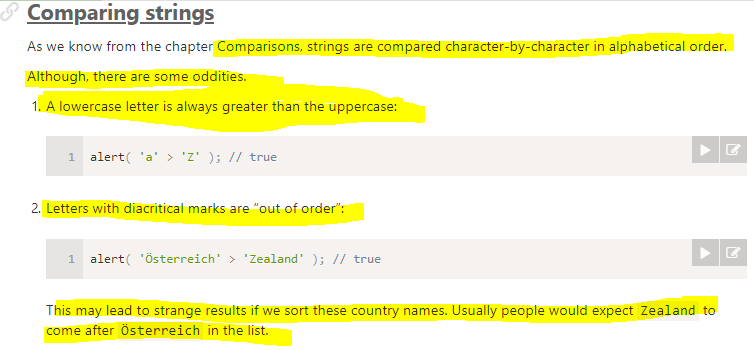 Comparing strings
As we know from the chapter Comparisons, strings are compared character-by-character in alphabetical order.
Although, there are some oddities.
1. A lowercase letter is always greater than the uppercase:
1 alert( 'a' > 'Z' ); // true
2. Letters with diacritical marks are “out of order”:
1 alert( 'Österreich' > 'Zealand' ); // true
This may lead to strange results if we sort these country names. Usually people would expect Zealand to
come after Österreich in the list.